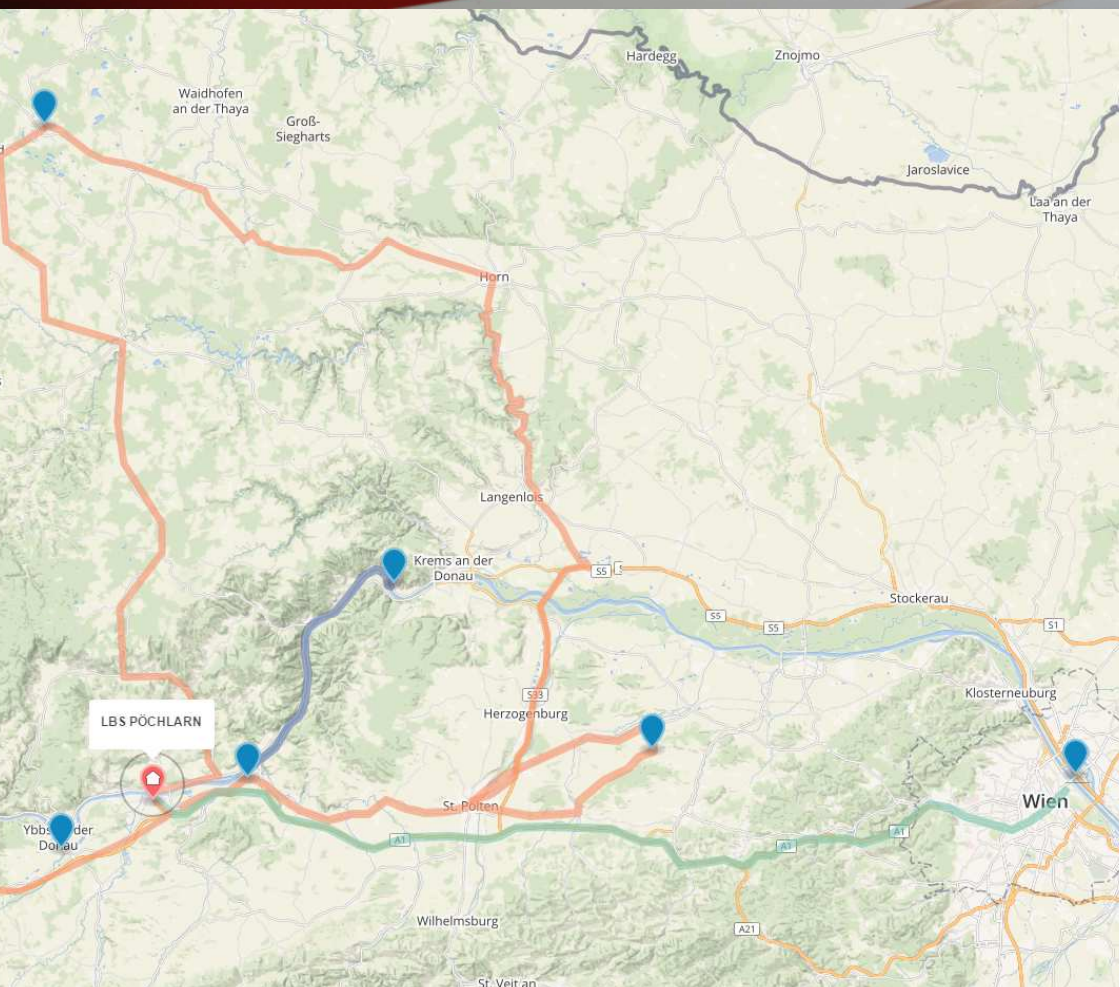 Hardegg
Znojmo
Waidhofen
an der Thaya
Groß-
Siegharts
Jaroslavice
Laa an der
Thaya
Horn
Langenlois
Krems an der
Donau
S5
Stockerau
S5
S5
S1
S33
Klosterneuburg
Herzogenburg
LBS PÖCHLARN
St. Pölten
Wien
Ybbs an der
Donau
A1
A1
A1
Wilhelmsburg
A21
St. Veit an